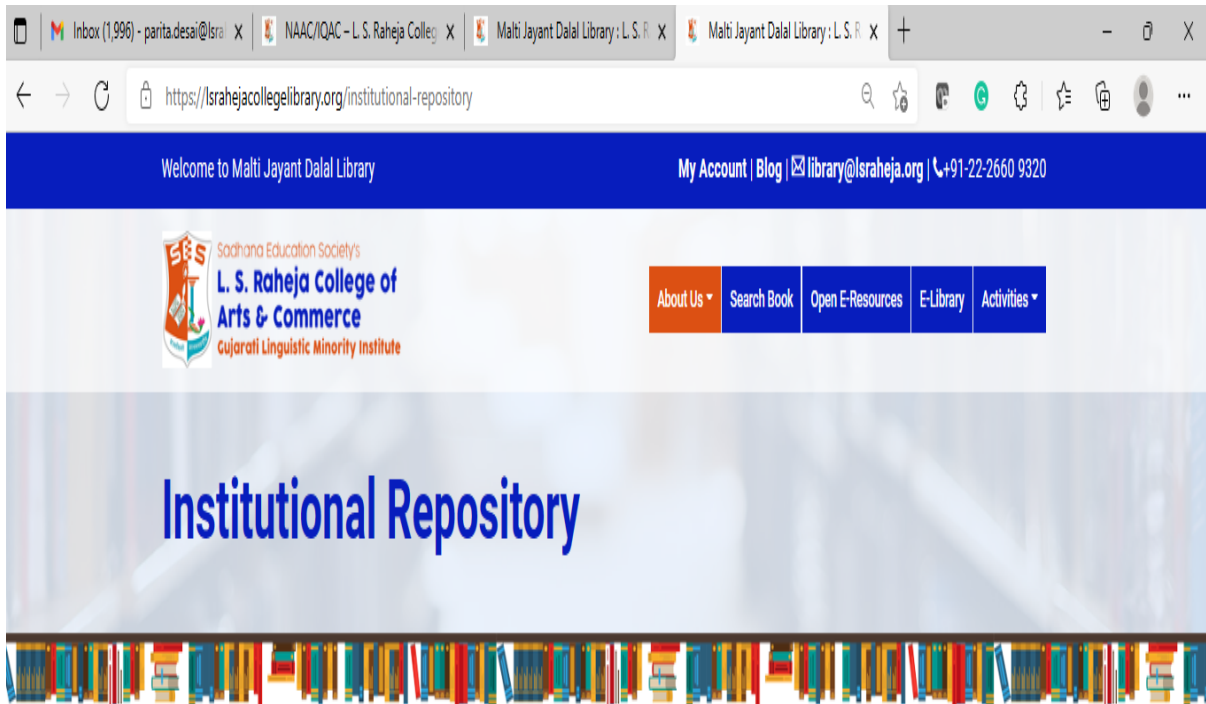 Inbox (1,996) - parita.desai@lsra
NAAC/IQAC – L. S. Raheja Colleg
Malti Jayant Dalal Library : L. S. R
Malti Jayant Dalal Library : L. S. R
https://lsrahejacollegelibrary.org/institutional-repository
Welcome to Malti Jayant Dalal Library
My Account | Blog | library@lsraheja.org | +91-22-2660 9320
SES
Sadhana Education Society's
L. S. Raheja College of
Arts & Commerce
Gujarati Linguistic Minority Institute
About Us
Search Book
Open E-Resources
E-Library
Activities
Institutional Repository